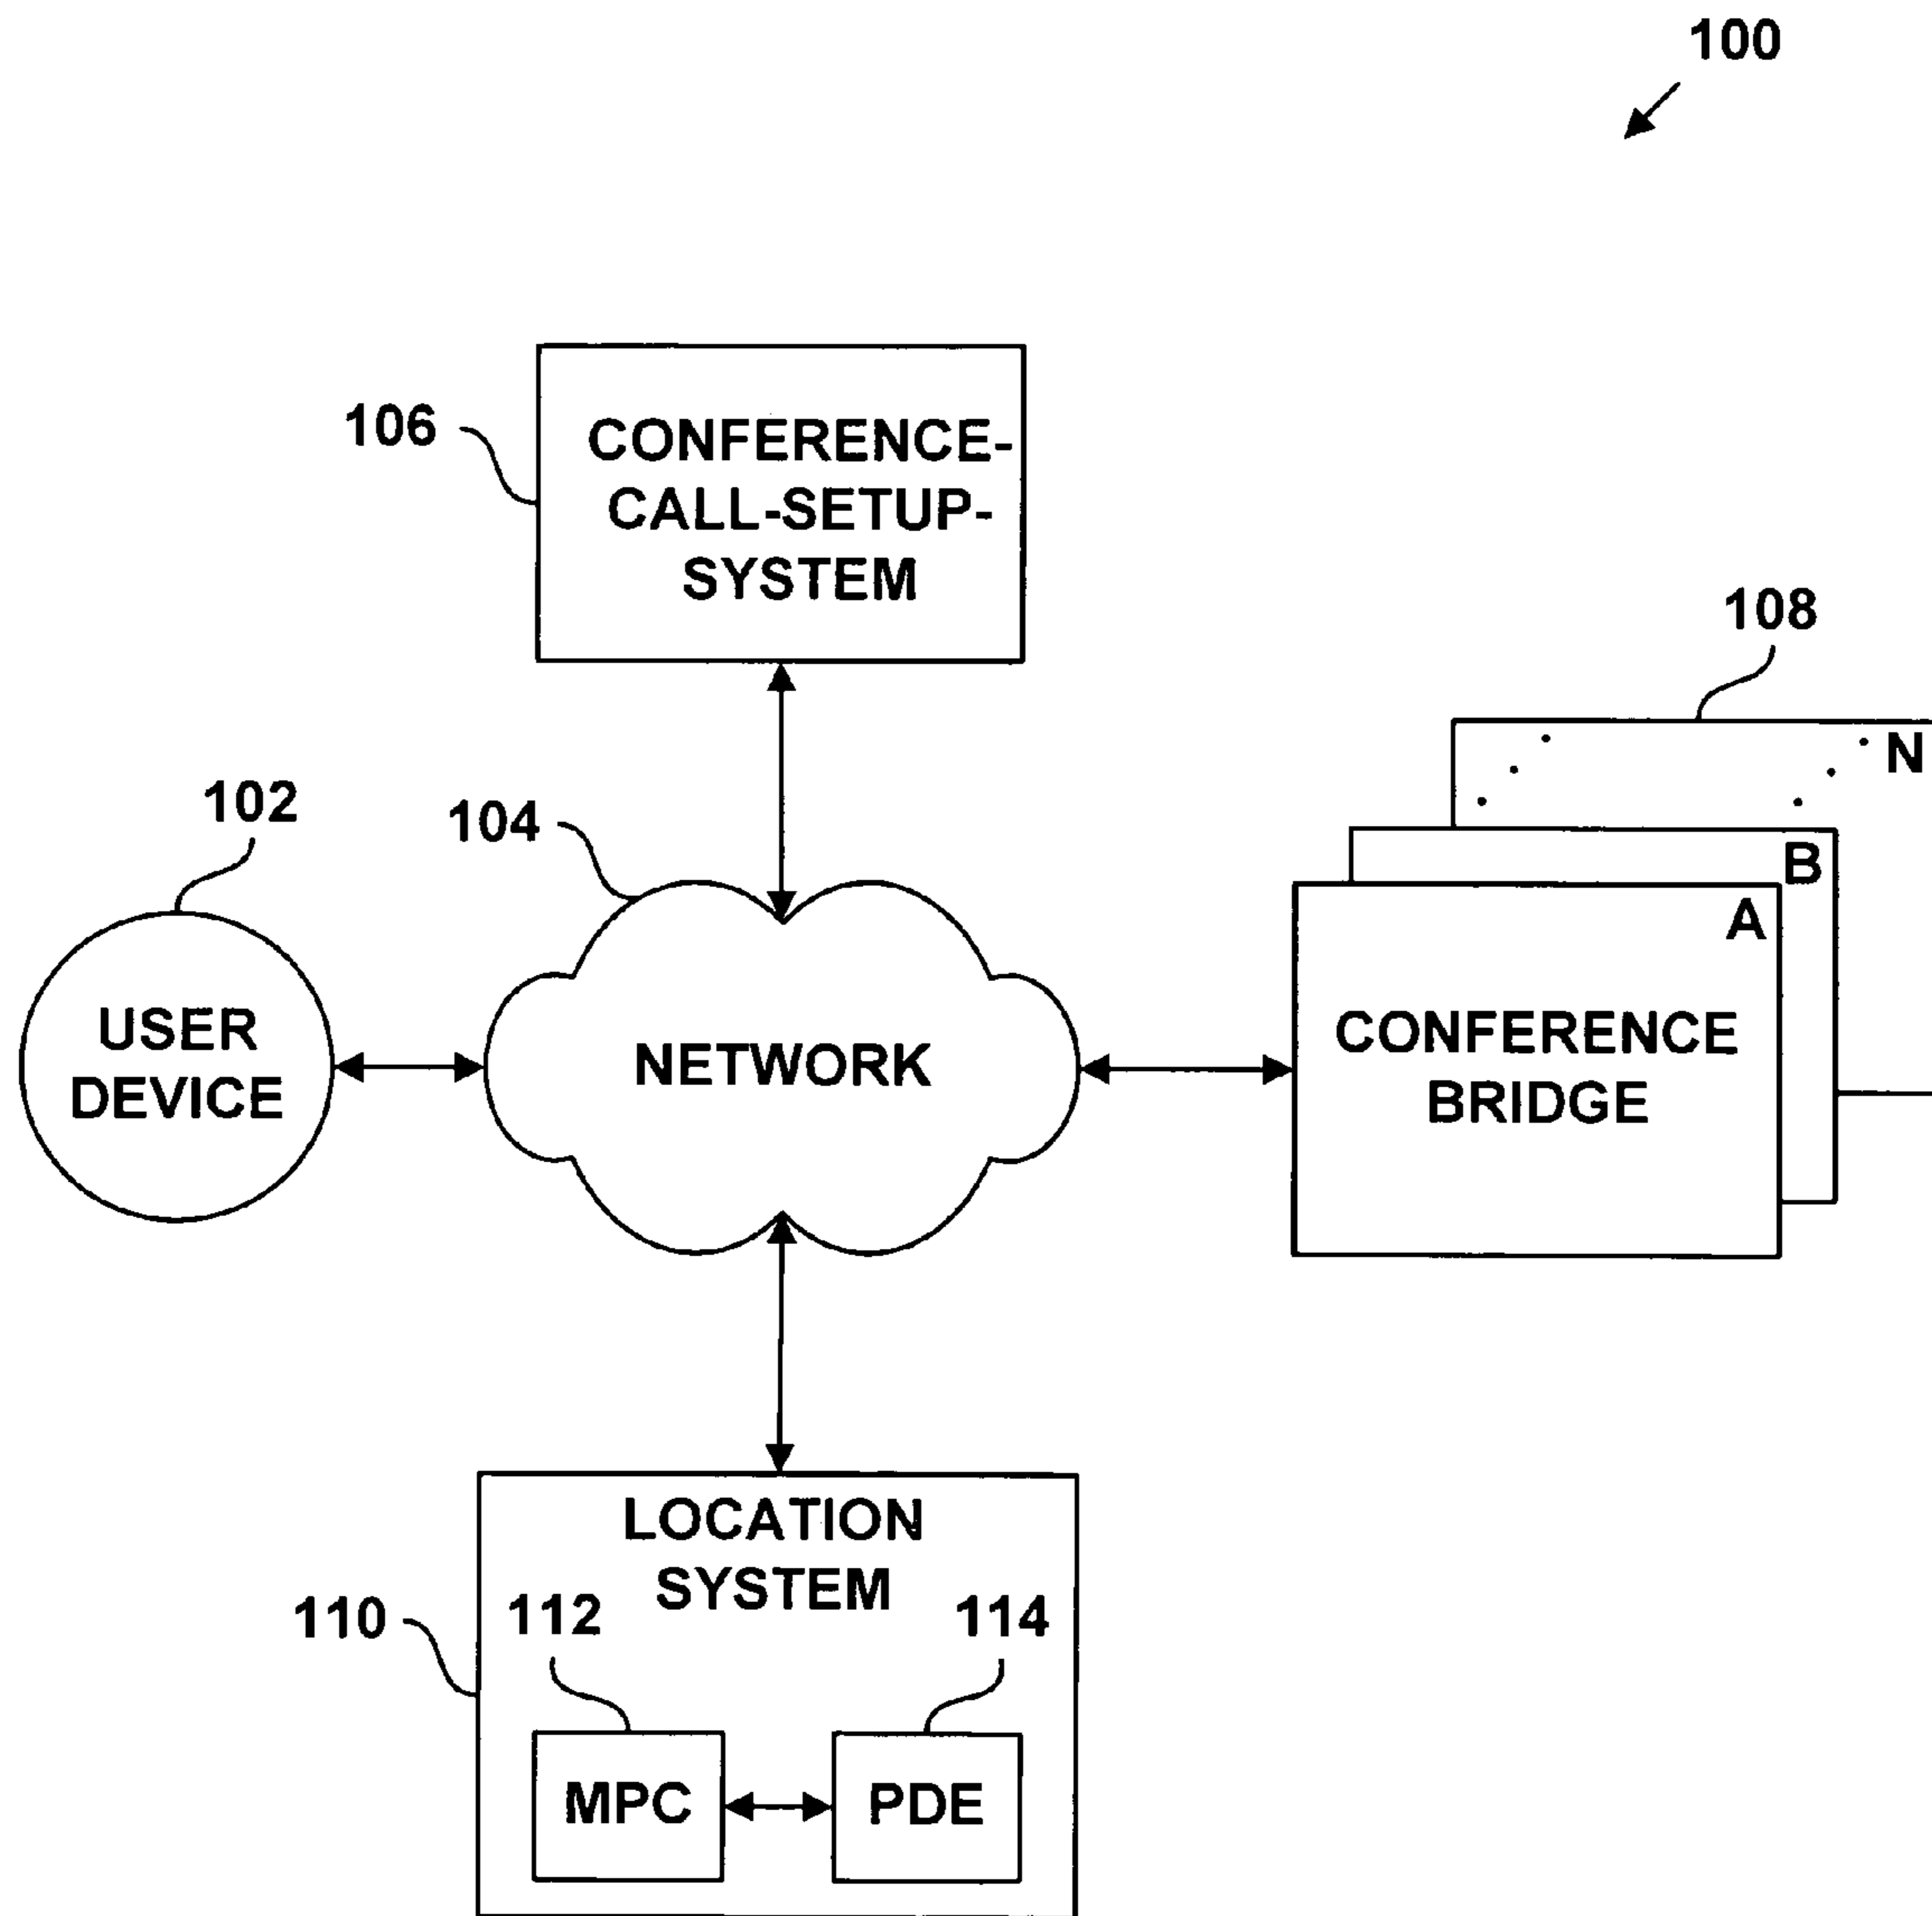 100
106
CONFERENCE-
CALL-SETUP-
SYSTEM
108
N
B
A
102
104
USER
DEVICE
NETWORK
CONFERENCE
BRIDGE
LOCATION
SYSTEM
110
112
114
MPC
PDE